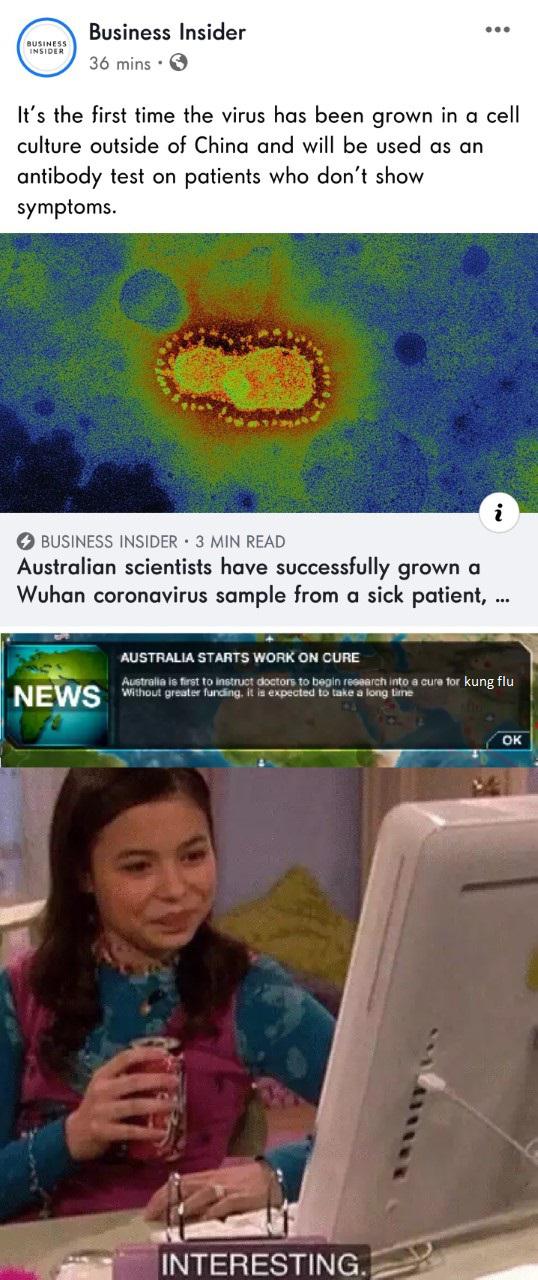 BUSINESS
INSIDER
Business Insider
36 mins •
It's the first time the virus has been grown in a cell
culture outside of China and will be used as an
antibody test on patients who don't show
symptoms.
i
BUSINESS INSIDER • 3 MIN READ
Australian scientists have successfully grown a
Wuhan coronavirus sample from a sick patient, ...
NEWS
AUSTRALIA STARTS WORK ON CURE
Australia is first to instruct doctors to begin research into a cure for kung flu
Without greater funding, it is expected to take a long time
OK
INTERESTING.